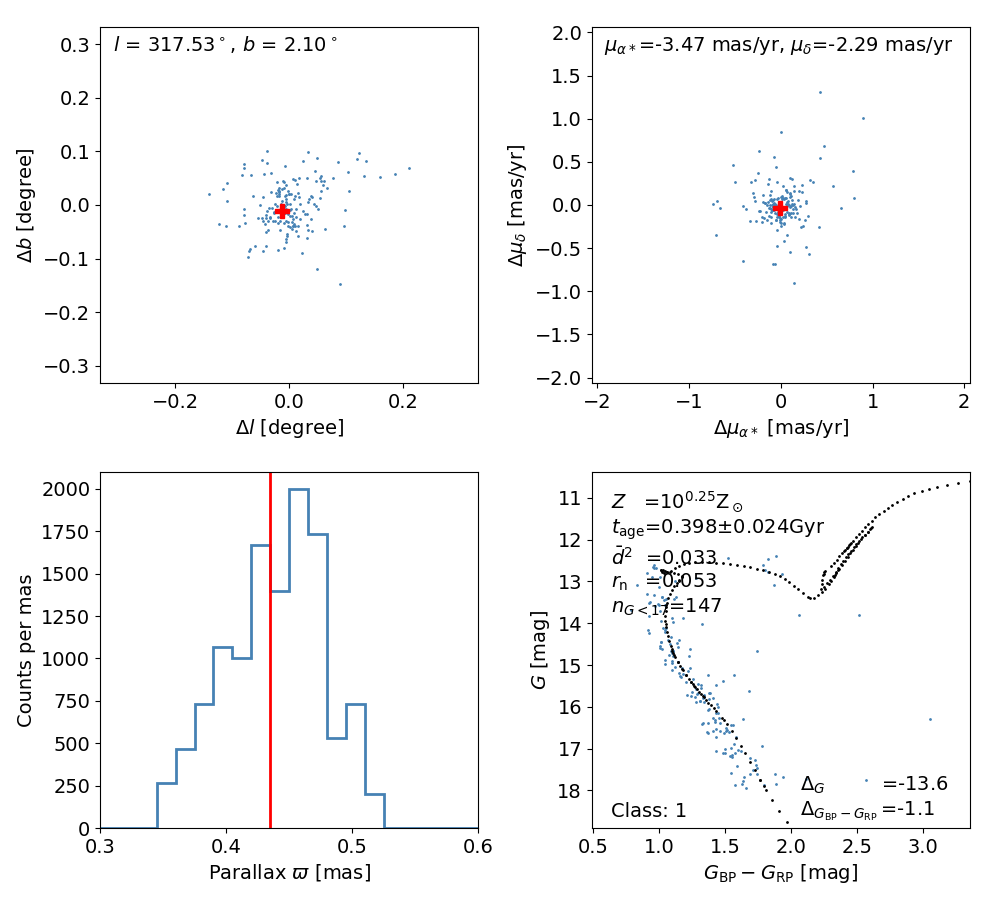 l = 317.53°, b = 2.10°
0.3
0.2
0.1
0.0
−0.1
−0.2
−0.3
Δb [degree]
−0.2
0.0
0.2
Δl [degree]
μα*=-3.47 mas/yr, μδ=-2.29 mas/yr
2.0
1.5
1.0
0.5
0.0
−0.5
−1.0
−1.5
−2.0
Δμδ [mas/yr]
−2
−1
0
1
2
Δμα* [mas/yr]
2000
1750
1500
1250
1000
750
500
250
0
Counts per mas
0.3
0.4
0.5
0.6
Parallax ϖ [mas]
Z =10^0.25 Z⊙
tage=0.398±0.024Gyr
d̄² =0.033
rn =0.053
nG<1 =147
11
12
13
14
15
16
17
18
G [mag]
ΔG =-13.6
ΔGBP−GRP =-1.1
Class: 1
0.5
1.0
1.5
2.0
2.5
3.0
GBP − GRP [mag]